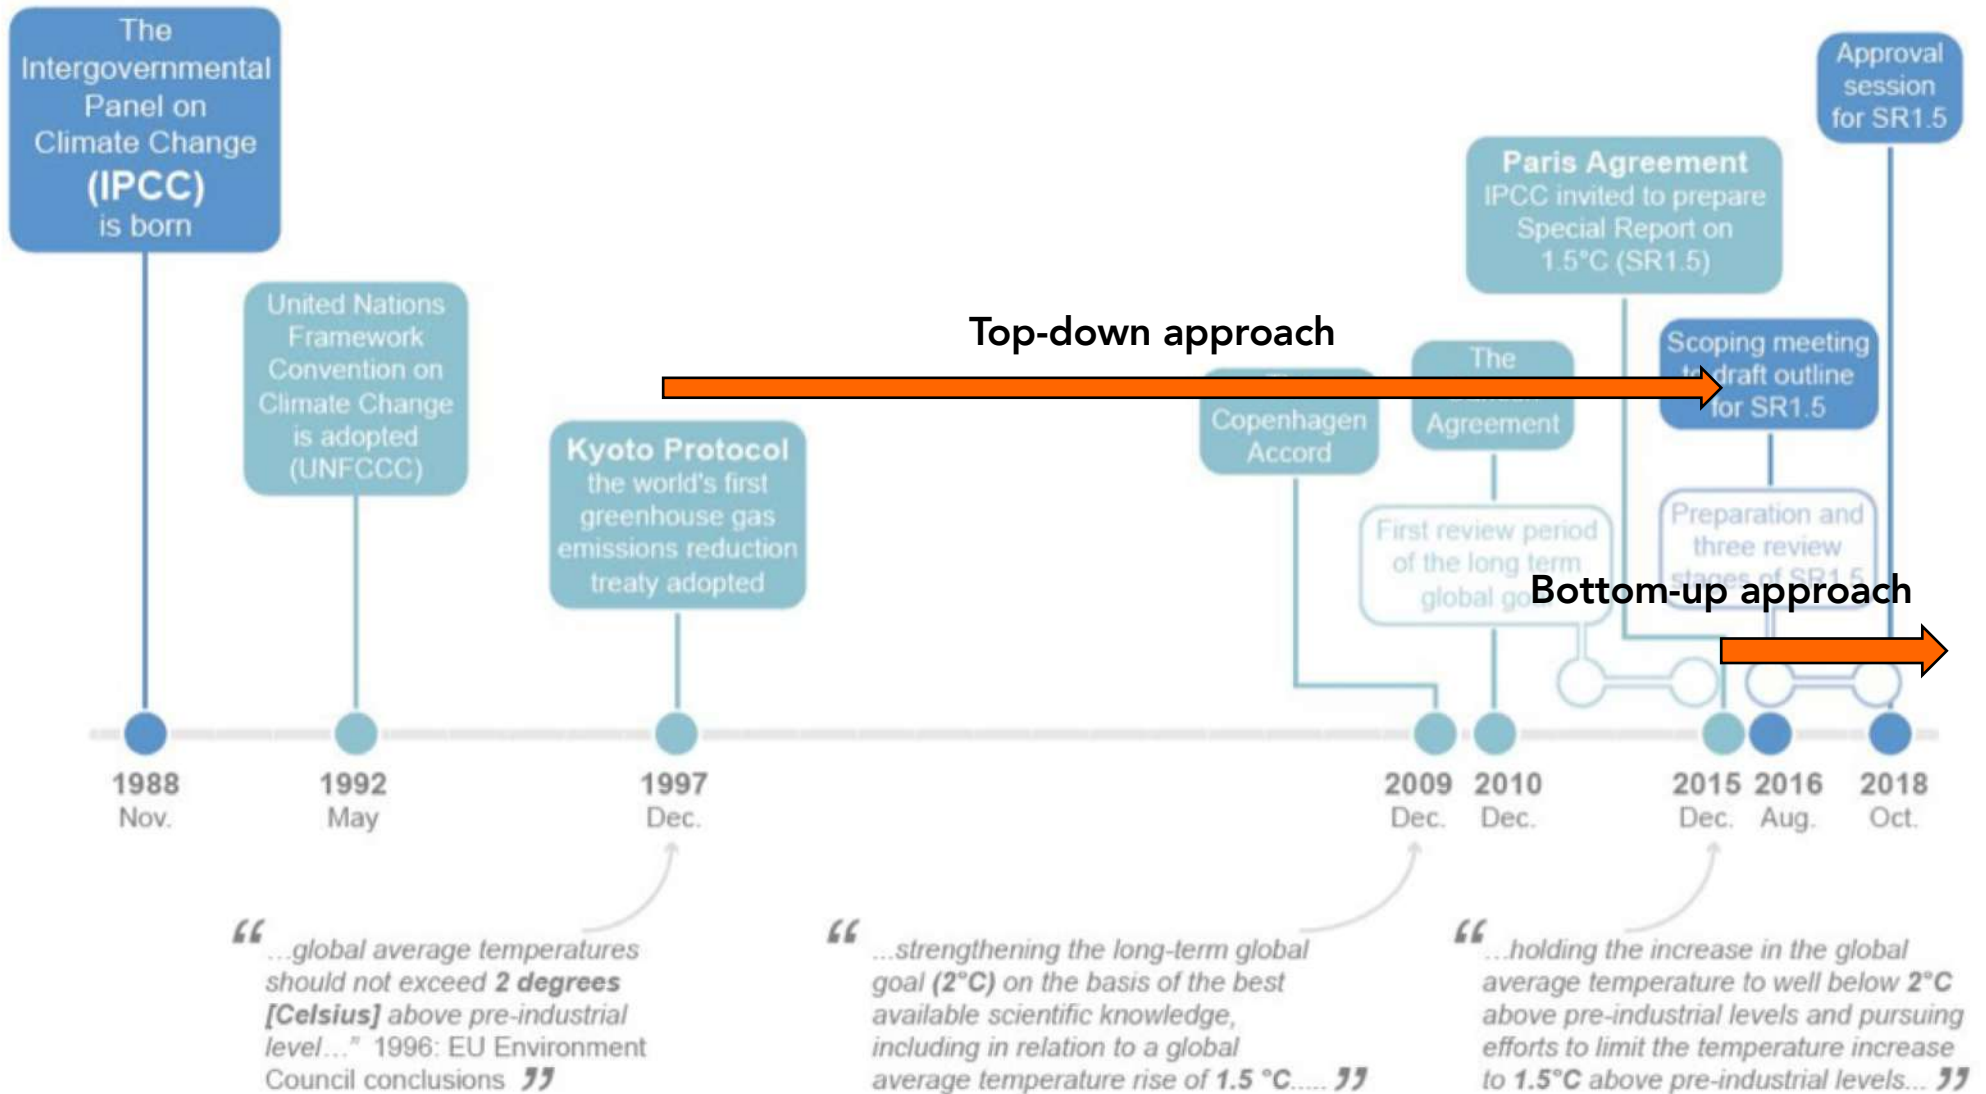 The
Intergovernmental
Panel on
Climate Change
(IPCC)
is born
United Nations
Framework
Convention on
Climate Change
is adopted
(UNFCCC)
Kyoto Protocol
the world's first
greenhouse gas
emissions reduction
treaty adopted
Top-down approach
Copenhagen
Accord
The
Agreement
First review period
of the long term
global
Paris Agreement
IPCC invited to prepare
Special Report on
1.5°C (SR1.5)
Scoping meeting
draft outline
for SR1.5
Preparation and
three review
stages of SR1.5
Approval
session
for SR1.5
Bottom-up approach
1988
Nov.
1992
May
1997
Dec.
2009
Dec.
2010
Dec.
2015
Dec.
2016
Aug.
2018
Oct.
“ ...global average temperatures
should not exceed 2 degrees
[Celsius] above pre-industrial
level...” 1996: EU Environment
Council conclusions ”
“ ...strengthening the long-term global
goal (2°C) on the basis of the best
available scientific knowledge,
including in relation to a global
average temperature rise of 1.5 °C..... ”
“ ...holding the increase in the global
average temperature to well below 2°C
above pre-industrial levels and pursuing
efforts to limit the temperature increase
to 1.5°C above pre-industrial levels... ”